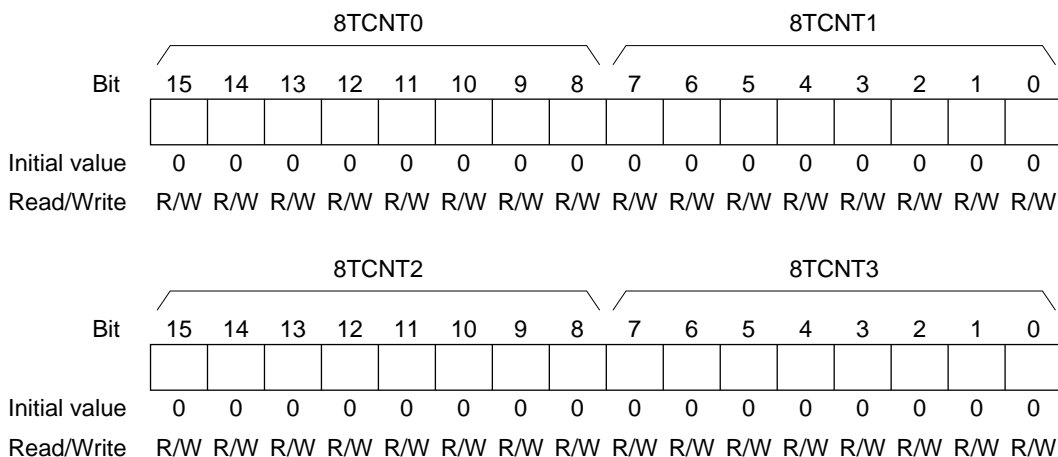 8TCNT0 8TCNT1
Bit 15 14 13 12 11 10 9 8 7 6 5 4 3 2 1 0
Initial value 0 0 0 0 0 0 0 0 0 0 0 0 0 0 0 0
Read/Write R/W R/W R/W R/W R/W R/W R/W R/W R/W R/W R/W R/W R/W R/W R/W R/W
8TCNT2 8TCNT3
Bit 15 14 13 12 11 10 9 8 7 6 5 4 3 2 1 0
Initial value 0 0 0 0 0 0 0 0 0 0 0 0 0 0 0 0
Read/Write R/W R/W R/W R/W R/W R/W R/W R/W R/W R/W R/W R/W R/W R/W R/W R/W